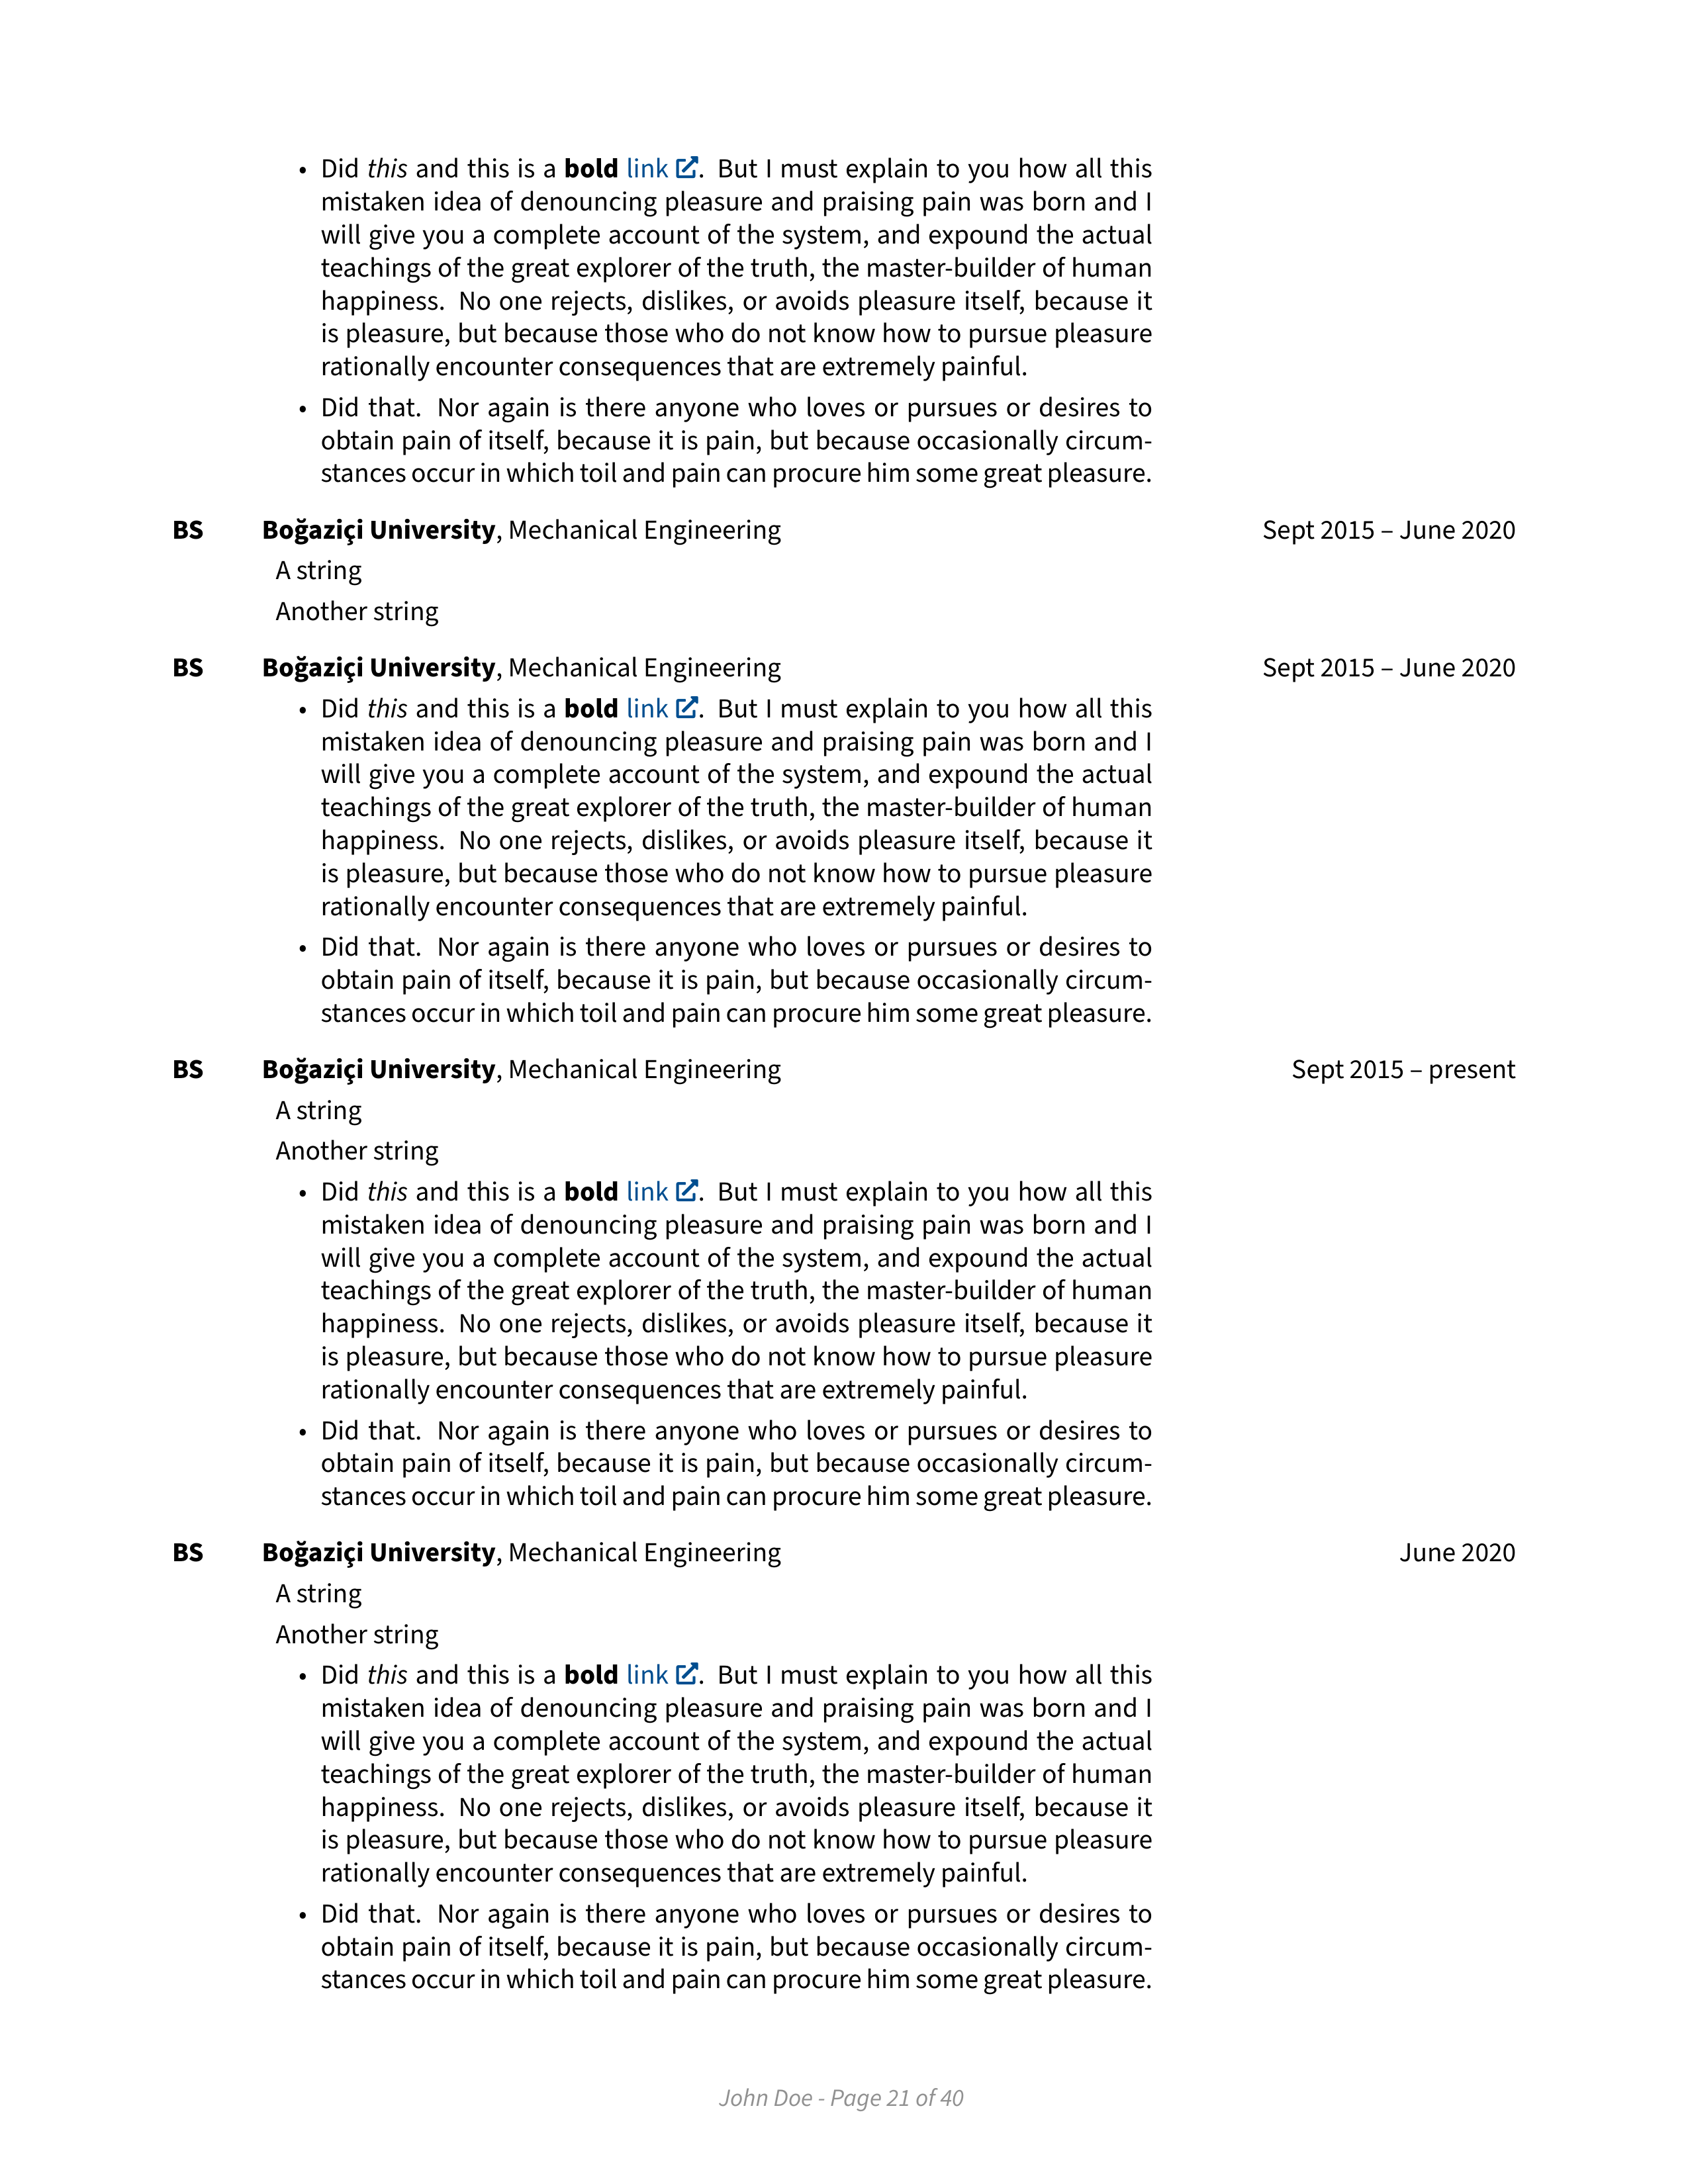 • Did this and this is a bold link. But I must explain to you how all this
mistaken idea of denouncing pleasure and praising pain was born and I
will give you a complete account of the system, and expound the actual
teachings of the great explorer of the truth, the master-builder of human
happiness. No one rejects, dislikes, or avoids pleasure itself, because it
is pleasure, but because those who do not know how to pursue pleasure
rationally encounter consequences that are extremely painful.
• Did that. Nor again is there anyone who loves or pursues or desires to
obtain pain of itself, because it is pain, but because occasionally circum-
stances occur in which toil and pain can procure him some great pleasure.
BS Boğaziçi University, Mechanical Engineering Sept 2015 – June 2020
A string
Another string
BS Boğaziçi University, Mechanical Engineering Sept 2015 – June 2020
• Did this and this is a bold link. But I must explain to you how all this
mistaken idea of denouncing pleasure and praising pain was born and I
will give you a complete account of the system, and expound the actual
teachings of the great explorer of the truth, the master-builder of human
happiness. No one rejects, dislikes, or avoids pleasure itself, because it
is pleasure, but because those who do not know how to pursue pleasure
rationally encounter consequences that are extremely painful.
• Did that. Nor again is there anyone who loves or pursues or desires to
obtain pain of itself, because it is pain, but because occasionally circum-
stances occur in which toil and pain can procure him some great pleasure.
BS Boğaziçi University, Mechanical Engineering Sept 2015 – present
A string
Another string
• Did this and this is a bold link. But I must explain to you how all this
mistaken idea of denouncing pleasure and praising pain was born and I
will give you a complete account of the system, and expound the actual
teachings of the great explorer of the truth, the master-builder of human
happiness. No one rejects, dislikes, or avoids pleasure itself, because it
is pleasure, but because those who do not know how to pursue pleasure
rationally encounter consequences that are extremely painful.
• Did that. Nor again is there anyone who loves or pursues or desires to
obtain pain of itself, because it is pain, but because occasionally circum-
stances occur in which toil and pain can procure him some great pleasure.
BS Boğaziçi University, Mechanical Engineering June 2020
A string
Another string
• Did this and this is a bold link. But I must explain to you how all this
mistaken idea of denouncing pleasure and praising pain was born and I
will give you a complete account of the system, and expound the actual
teachings of the great explorer of the truth, the master-builder of human
happiness. No one rejects, dislikes, or avoids pleasure itself, because it
is pleasure, but because those who do not know how to pursue pleasure
rationally encounter consequences that are extremely painful.
• Did that. Nor again is there anyone who loves or pursues or desires to
obtain pain of itself, because it is pain, but because occasionally circum-
stances occur in which toil and pain can procure him some great pleasure.
John Doe - Page 21 of 40